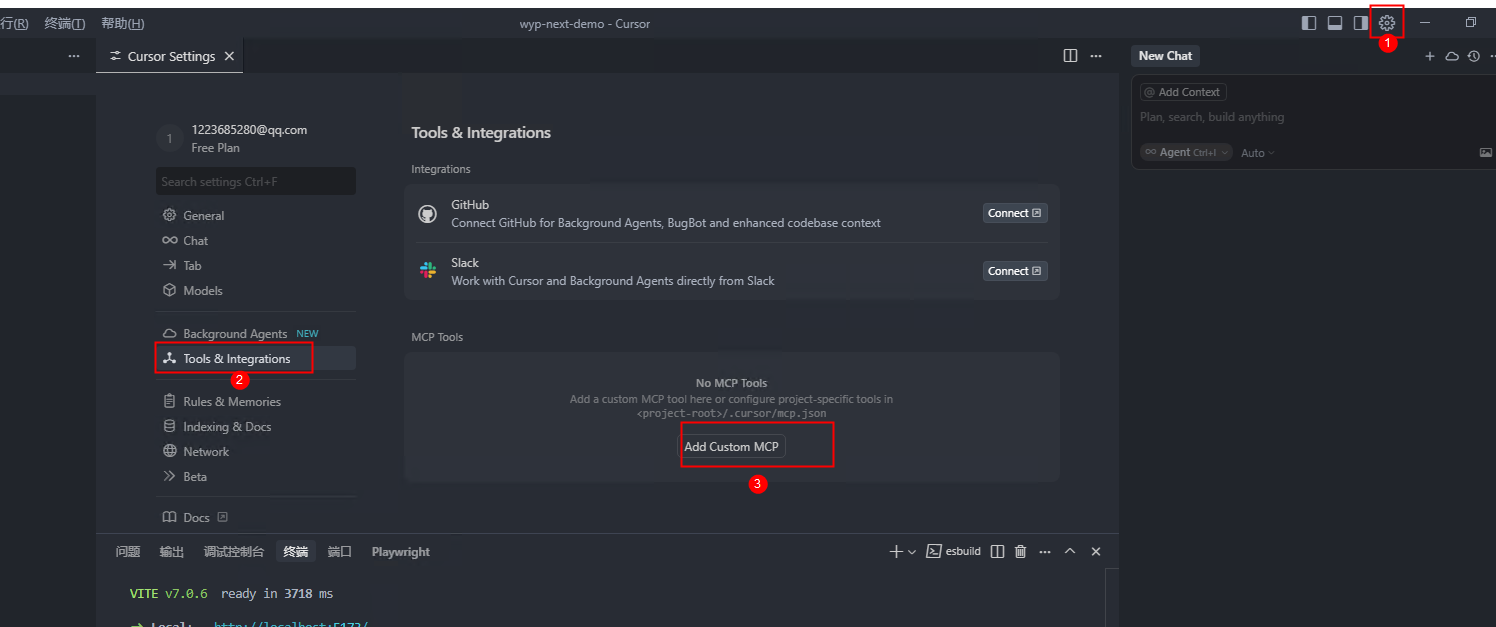 行(R) 终端(T) 帮助(H) wyp-next-demo - Cursor
1
Cursor Settings
New Chat
1 1223685280@qq.com
Free Plan
Search settings Ctrl+F
General
Chat
Tab
Models
Background Agents NEW
Tools & Integrations
2
Rules & Memories
Indexing & Docs
Network
Beta
Docs
Tools & Integrations
Integrations
GitHub
Connect GitHub for Background Agents, BugBot and enhanced codebase context
Connect
Slack
Work with Cursor and Background Agents directly from Slack
Connect
MCP Tools
No MCP Tools
Add a custom MCP tool here or configure project-specific tools in
<project-root>/.cursor/mcp.json
Add Custom MCP
3
@ Add Context
Plan, search, build anything
Agent Ctrl+I Auto
问题 输出 调试控制台 终端 端口 Playwright esbuild
VITE v7.0.6 ready in 3718 ms
Local: http://localhost:5173/